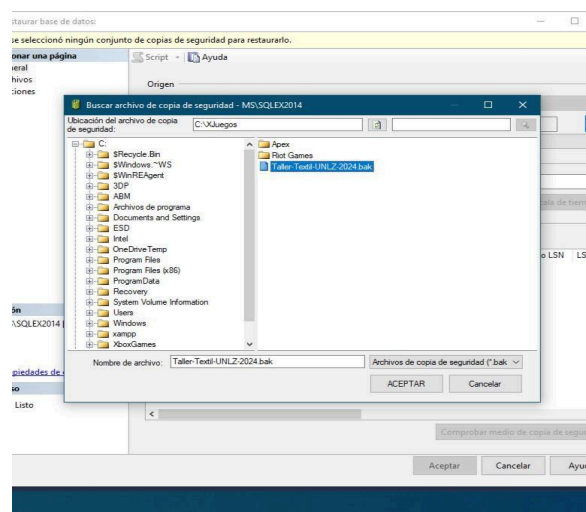 staurar base de datos:
se seleccionó ningún conjunto de copias de seguridad para restaurarlo.
onar una página
Script
Ayuda
neral
hivos
iones
Origen
Buscar archivo de copia de seguridad - MS\SQLEX2014
Ubicación del archivo de copia de seguridad:
C:\XJuegos
C:
$Recycle.Bin
$Windows.~WS
$WinREAgent
3DP
ABM
Archivos de programa
Documents and Settings
ESD
Intel
OneDriveTemp
Program Files
Program Files (x86)
ProgramData
Recovery
System Volume Information
Users
Windows
xampp
XboxGames
Apex
Riot Games
Taller-Textil-UNLZ-2024.bak
Nombre de archivo:
Taller-Textil-UNLZ-2024.bak
Archivos de copia de seguridad (*.bak
ACEPTAR
Cancelar
o LSN
LS
ón
\SQLEX2014 [
piedades de
so
Listo
Comprobar medio de copia de segur
Aceptar
Cancelar
Ayu